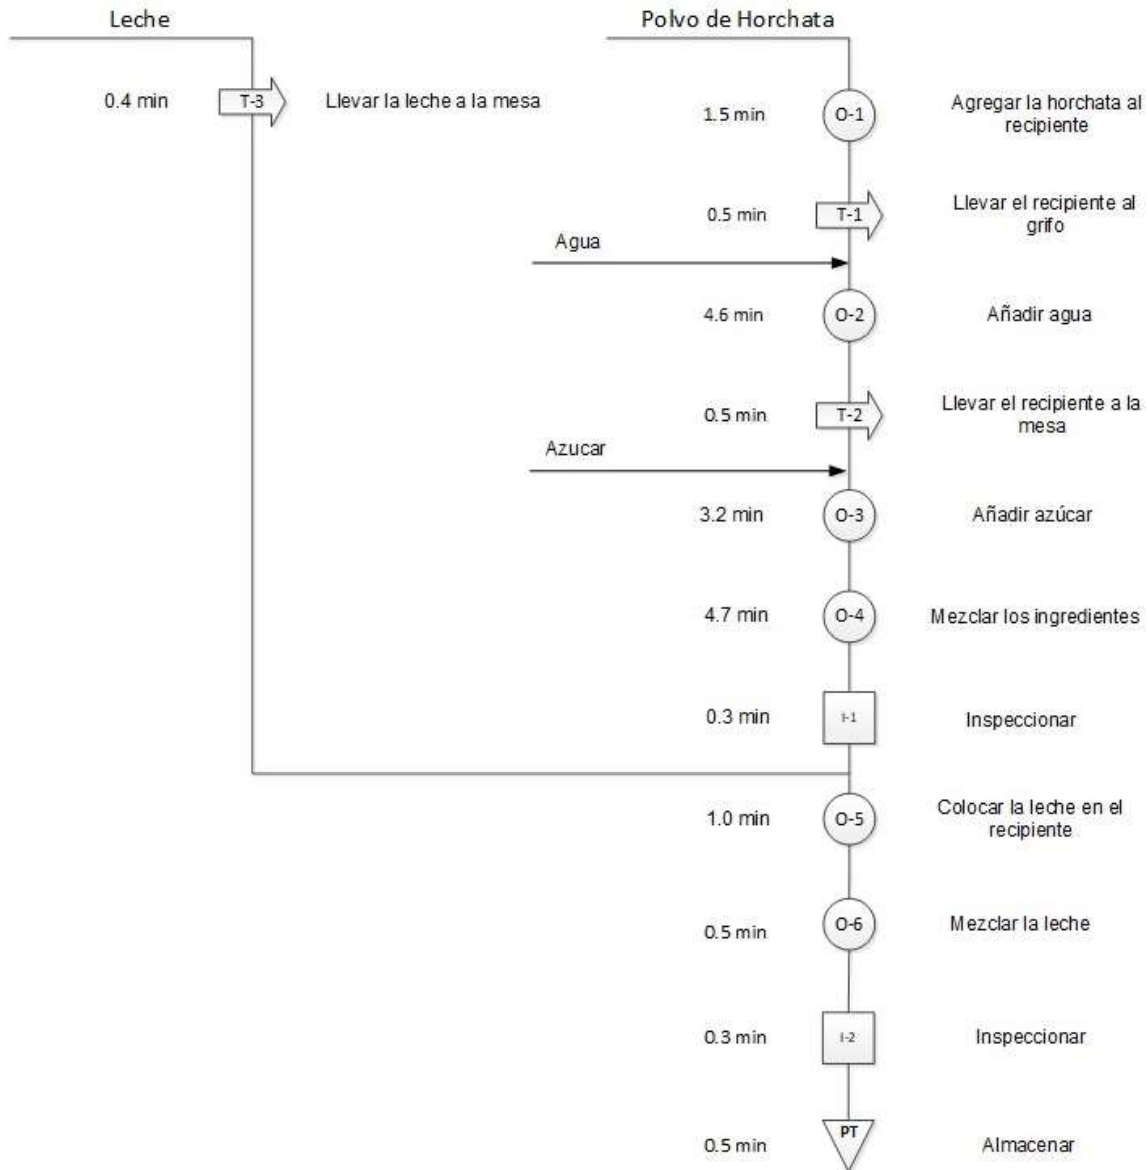 Leche
Polvo de Horchata
0.4 min
T-3
Llevar la leche a la mesa
1.5 min
O-1
Agregar la horchata al
recipiente
0.5 min
T-1
Llevar el recipiente al
grifo
Agua
4.6 min
O-2
Añadir agua
0.5 min
T-2
Llevar el recipiente a la
mesa
Azucar
3.2 min
O-3
Añadir azúcar
4.7 min
O-4
Mezclar los ingredientes
0.3 min
I-1
Inspeccionar
1.0 min
O-5
Colocar la leche en el
recipiente
0.5 min
O-6
Mezclar la leche
0.3 min
I-2
Inspeccionar
0.5 min
PT
Almacenar